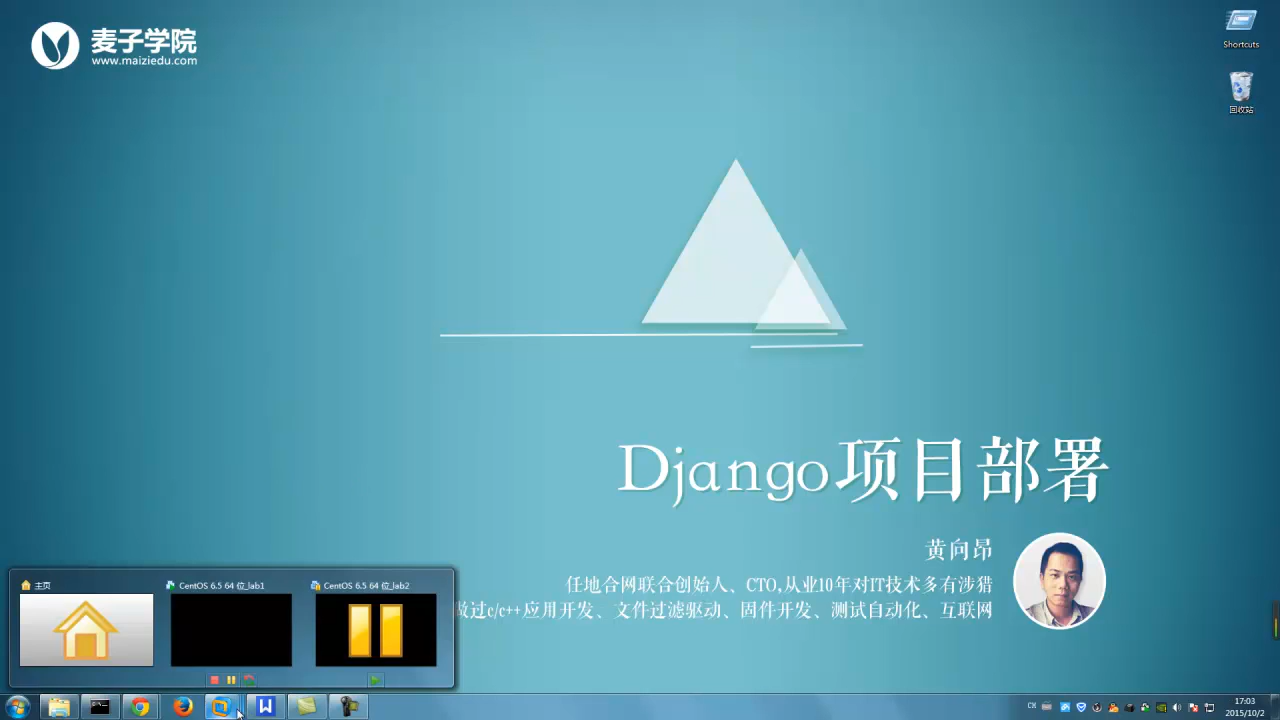 麦子学院
www.maiziedu.com
Shortcuts
回收站
Django项目部署
黄向昂
任地合网联合创始人、CTO,从业10年对IT技术多有涉猎
做过c/c++应用开发、文件过滤驱动、固件开发、测试自动化、互联网
主页
CentOS 6.5 64 位_lab1
CentOS 6.5 64 位_lab2
W
CH
17:03
2015/10/2